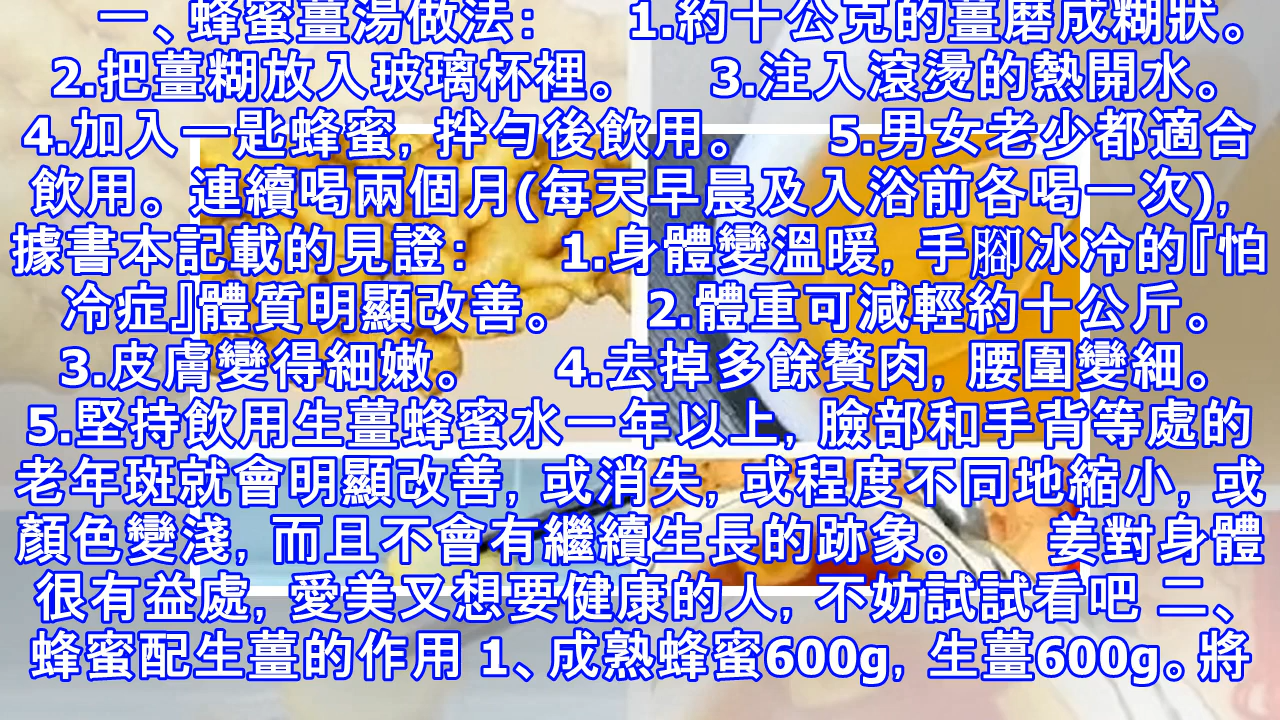 一、蜂蜜薑湯做法： 1.約十公克的薑磨成糊狀。
2.把薑糊放入玻璃杯裡。 3.注入滾燙的熱開水。
4.加入一匙蜂蜜, 拌勻後飲用。 5.男女老少都適合
飲用。連續喝兩個月(每天早晨及入浴前各喝一次),
據書本記載的見證： 1.身體變溫暖, 手腳冰冷的『怕
冷症』體質明顯改善。 2.體重可減輕約十公斤。
3.皮膚變得細嫩。 4.去掉多餘贅肉, 腰圍變細。
5.堅持飲用生薑蜂蜜水一年以上, 臉部和手背等處的
老年斑就會明顯改善, 或消失, 或程度不同地縮小, 或
顏色變淺, 而且不會有繼續生長的跡象。 姜對身體
很有益處, 愛美又想要健康的人, 不妨試試看吧 二、
蜂蜜配生薑的作用 1、成熟蜂蜜600g, 生薑600g。將